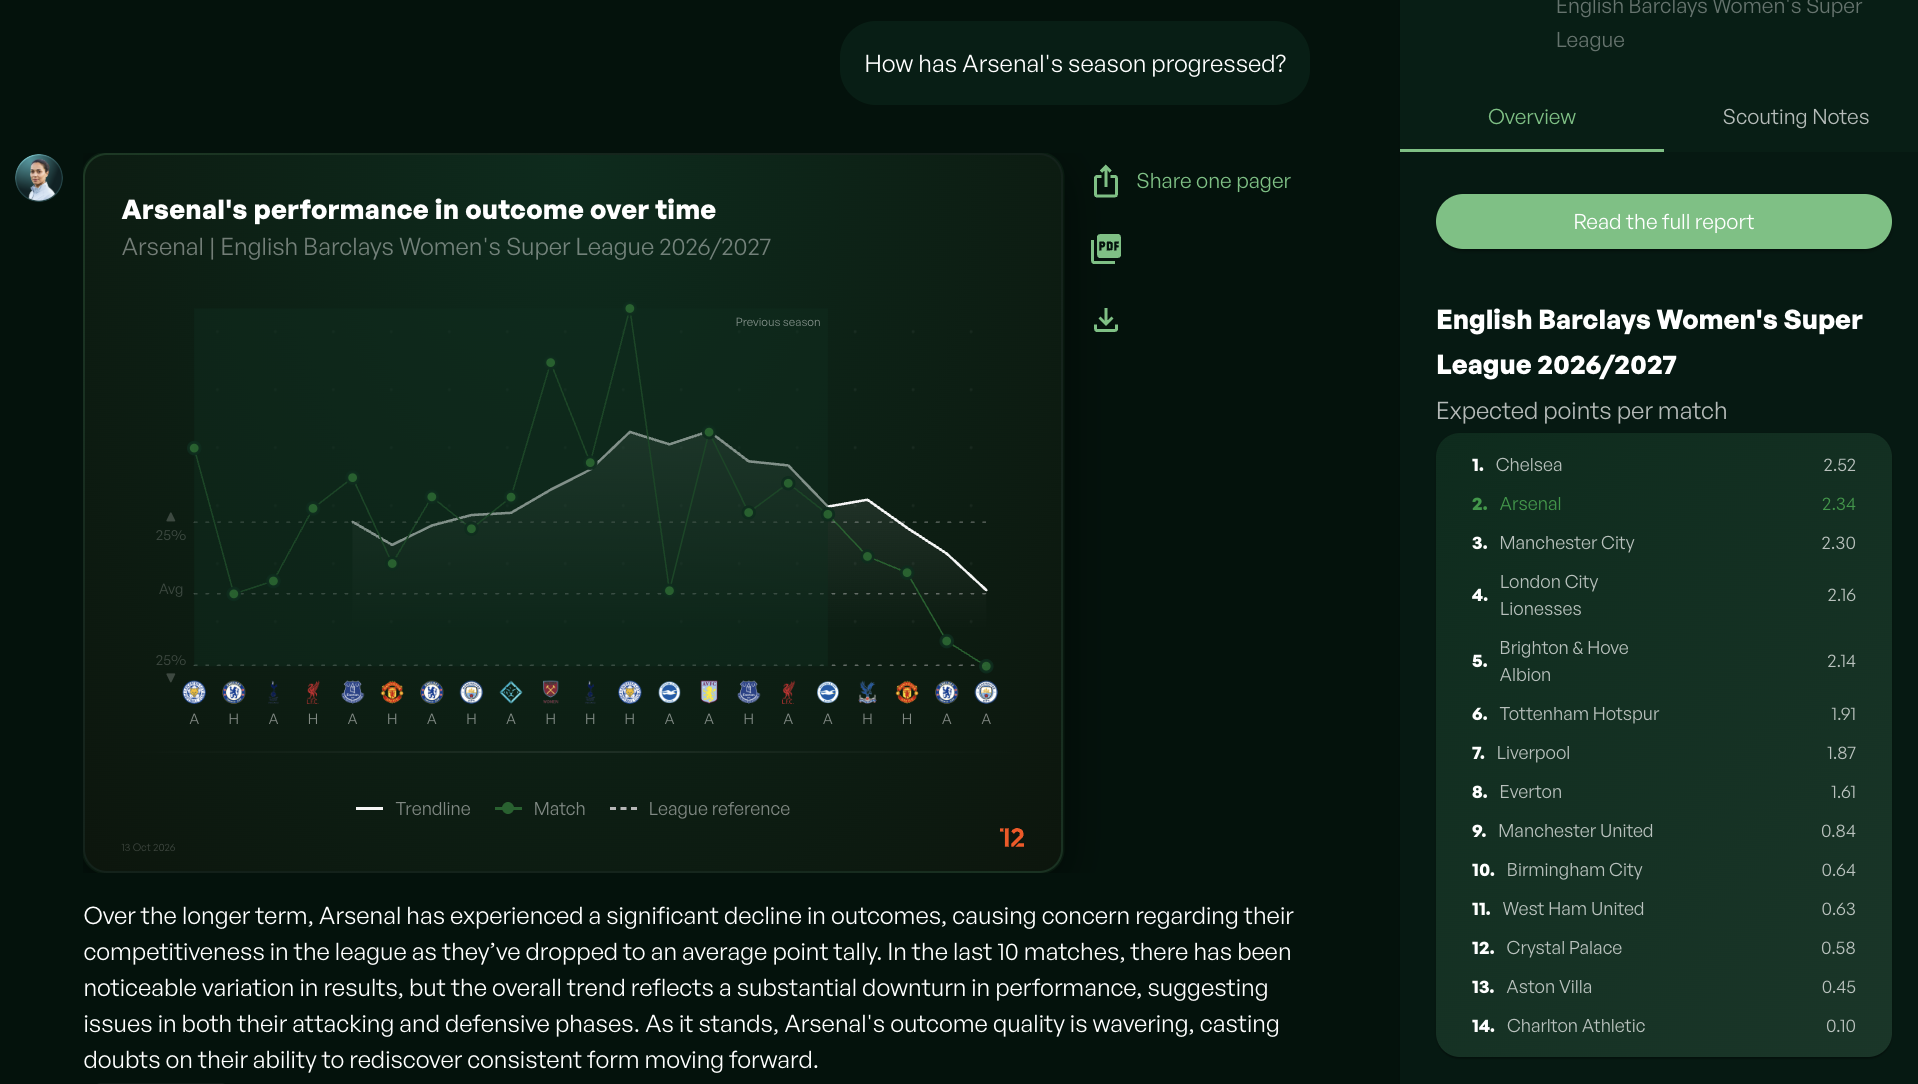 How has Arsenal's season progressed?
Share one pager
PDF
Arsenal's performance in outcome over time
Arsenal | English Barclays Women's Super League 2026/2027
Previous season
25%
Avg
25%
A H A H A H A H A H H H A A H A A H H A A
Trendline Match League reference
13 Oct 2026
12
Over the longer term, Arsenal has experienced a significant decline in outcomes, causing concern regarding their
competitiveness in the league as they’ve dropped to an average point tally. In the last 10 matches, there has been
noticeable variation in results, but the overall trend reflects a substantial downturn in performance, suggesting
issues in both their attacking and defensive phases. As it stands, Arsenal's outcome quality is wavering, casting
doubts on their ability to rediscover consistent form moving forward.
English Barclays Women's Super
League
Overview Scouting Notes
Read the full report
English Barclays Women's Super
League 2026/2027
Expected points per match
1. Chelsea 2.52
2. Arsenal 2.34
3. Manchester City 2.30
4. London City
Lionesses 2.16
5. Brighton & Hove
Albion 2.14
6. Tottenham Hotspur 1.91
7. Liverpool 1.87
8. Everton 1.61
9. Manchester United 0.84
10. Birmingham City 0.64
11. West Ham United 0.63
12. Crystal Palace 0.58
13. Aston Villa 0.45
14. Charlton Athletic 0.10